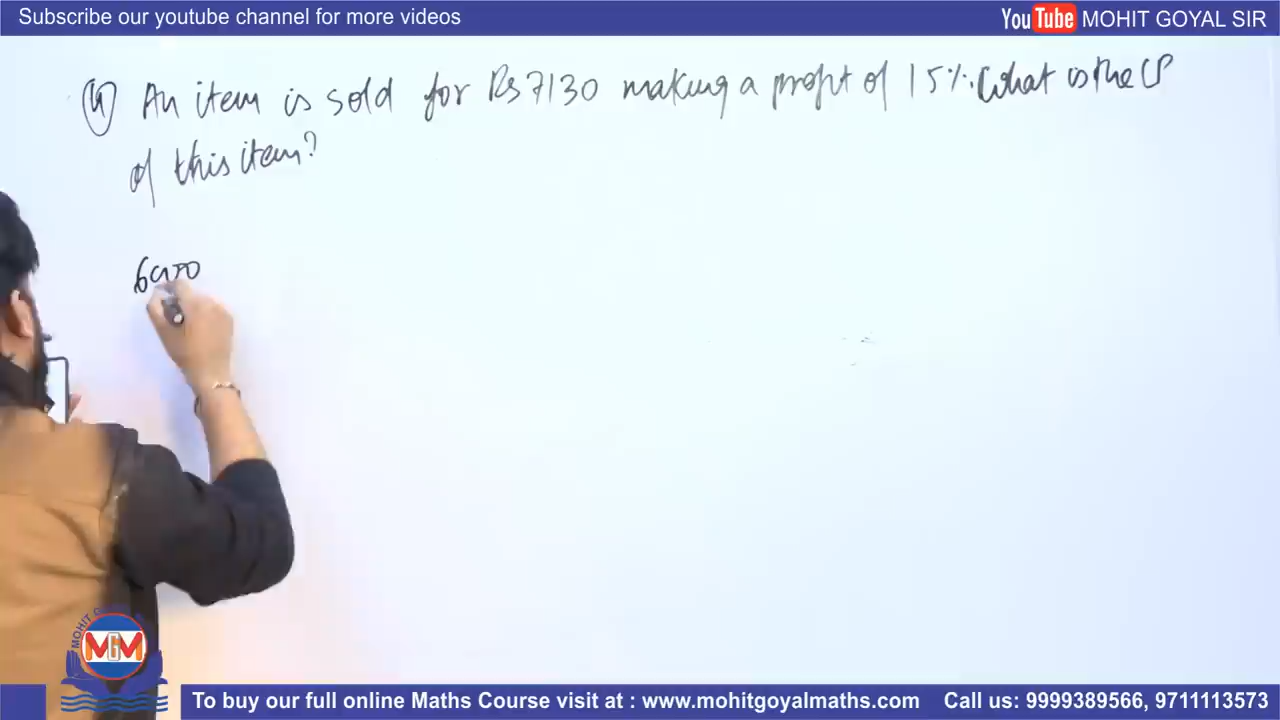 Subscribe our youtube channel for more videos
YouTube MOHIT GOYAL SIR
(4) An item is sold for Rs 7130 making a profit of 15%. What is the CP
of this item?
MGM
To buy our full online Maths Course visit at : www.mohitgoyalmaths.com Call us: 9999389566, 9711113573